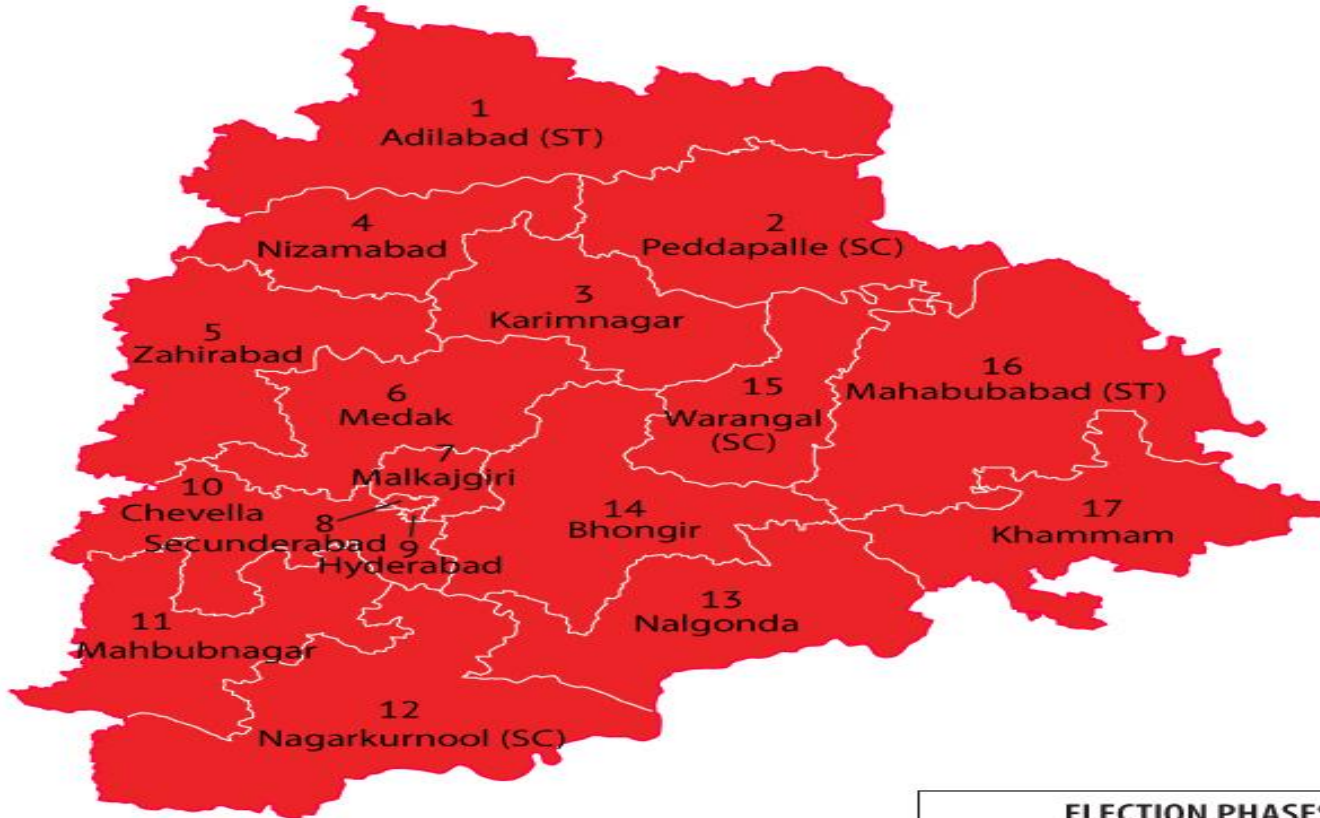 1
Adilabad (ST)
4
Nizamabad
2
Peddapalle (SC)
3
Karimnagar
5
Zahirabad
6
Medak
15
Warangal
(SC)
16
Mahabubabad (ST)
7
Malkajgiri
10
Chevella
8
Secunderabad
9
Hyderabad
14
Bhongir
17
Khammam
11
Mahbubnagar
13
Nalgonda
12
Nagarkurnool (SC)
ELECTION PHASES